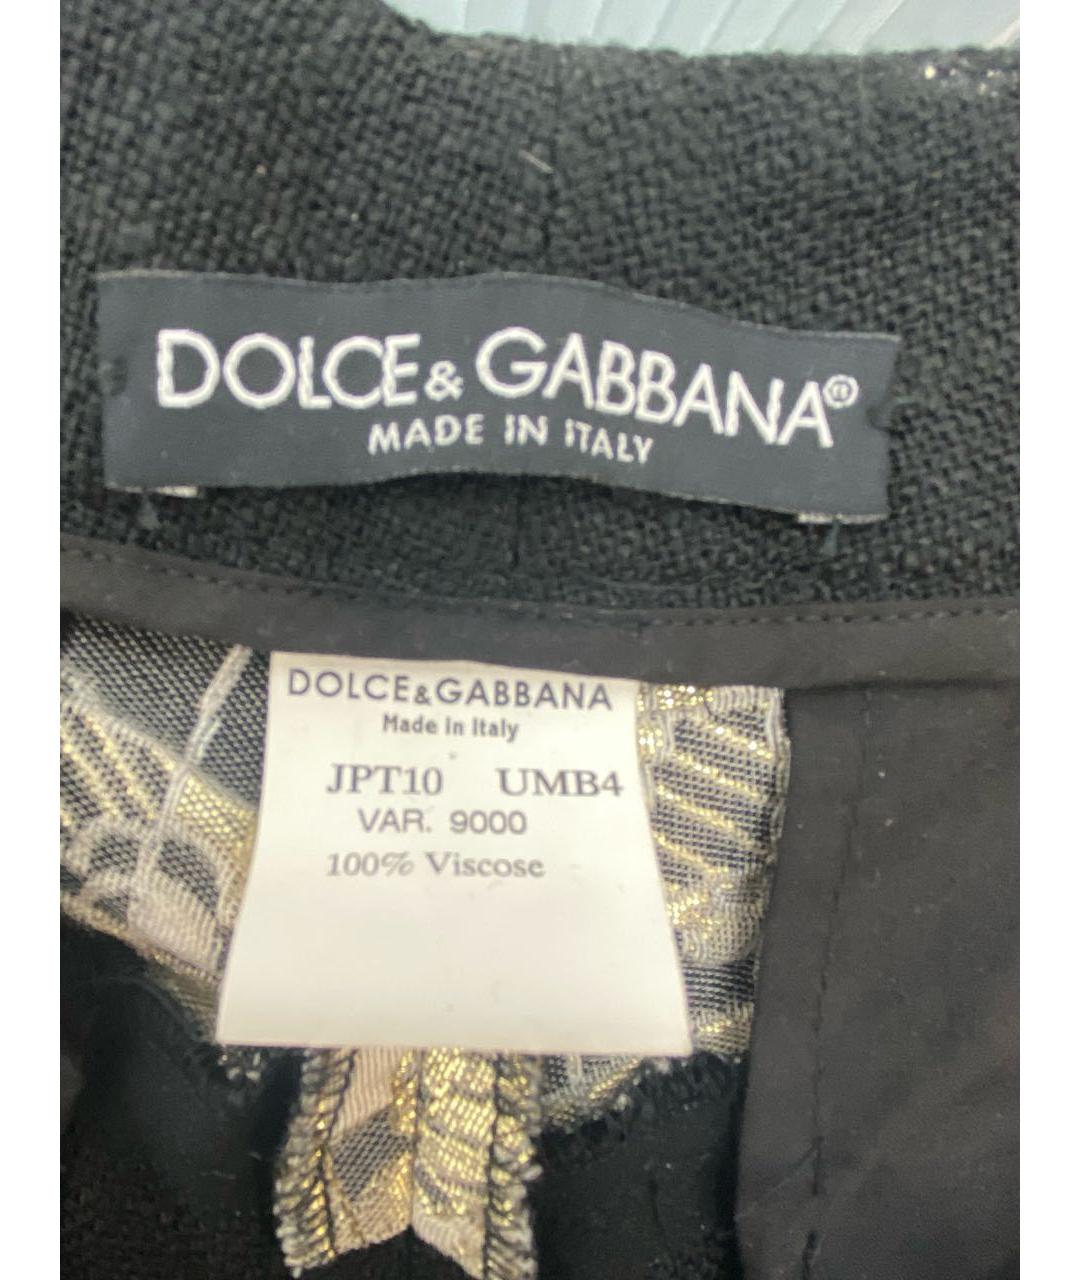 DOLCE & GABBANA®
MADE IN ITALY
DOLCE&GABBANA
Made in Italy
JPT10 UMB4
VAR. 9000
100% Viscose